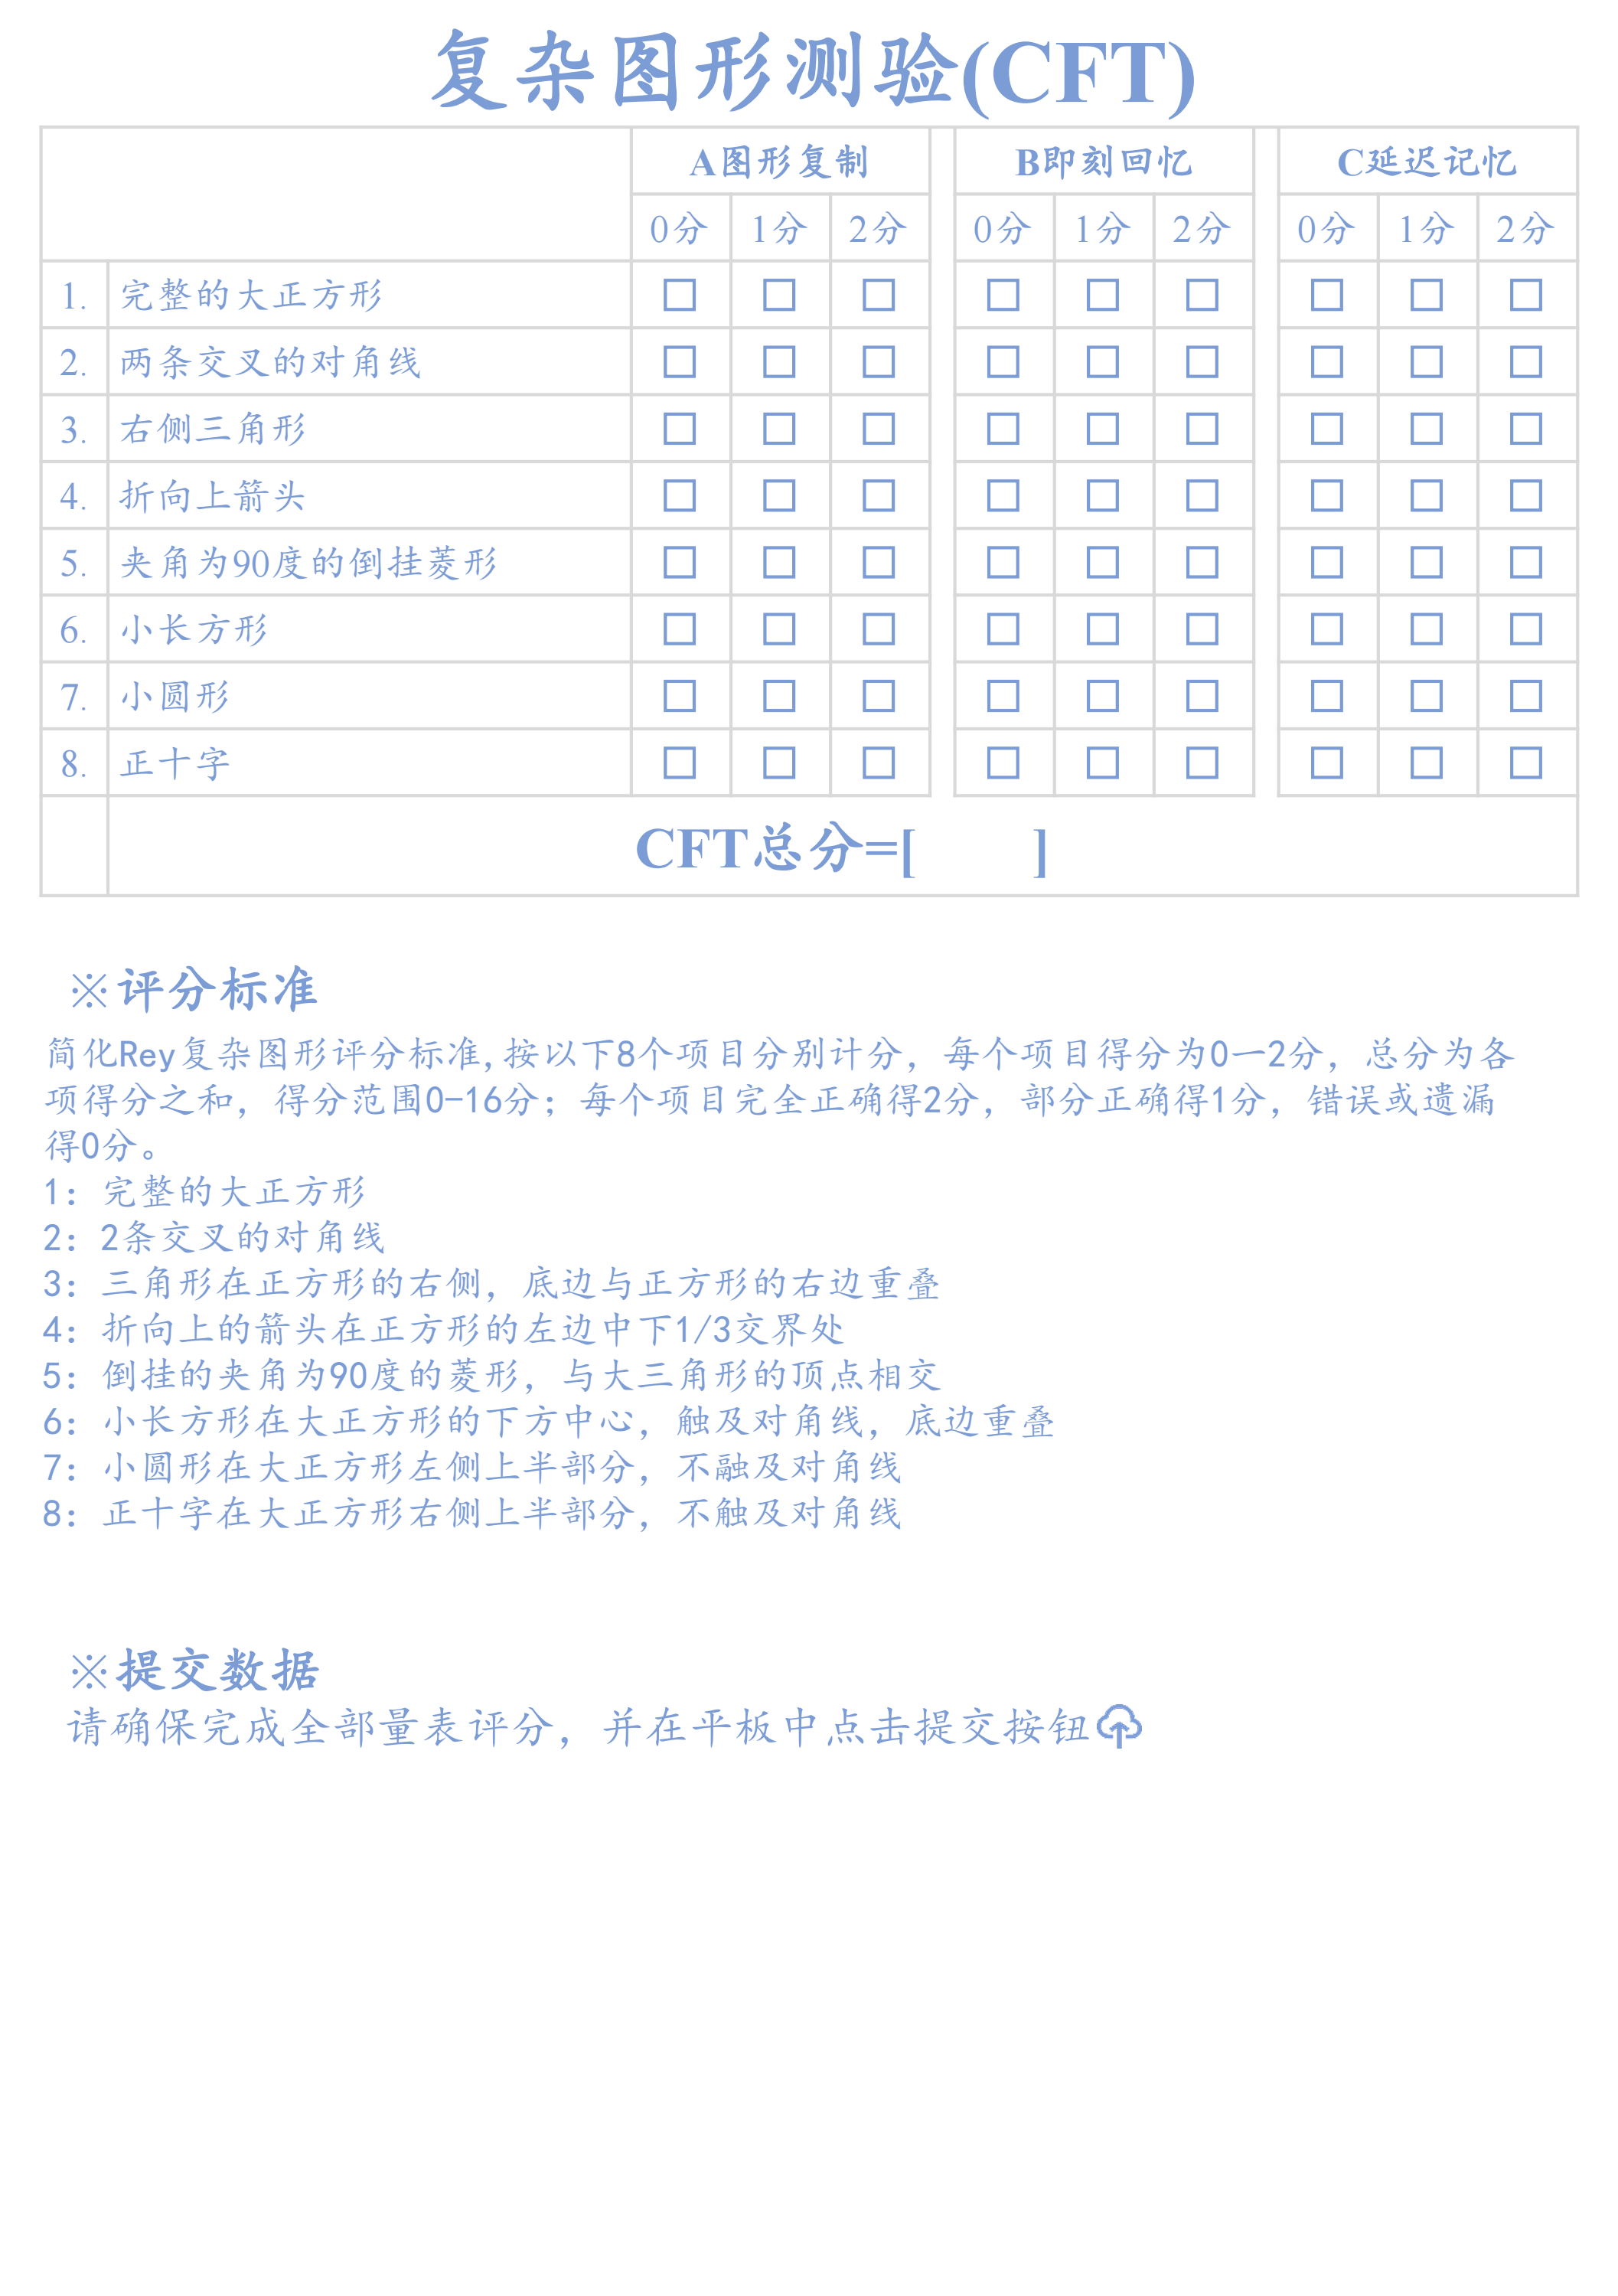 复杂图形测验(CFT)
A图形复制 B即刻回忆 C延迟记忆
0分 1分 2分 0分 1分 2分 0分 1分 2分
1. 完整的大正方形 □ □ □ □ □ □ □ □ □
2. 两条交叉的对角线 □ □ □ □ □ □ □ □ □
3. 右侧三角形 □ □ □ □ □ □ □ □ □
4. 折向上箭头 □ □ □ □ □ □ □ □ □
5. 夹角为90度的倒挂菱形 □ □ □ □ □ □ □ □ □
6. 小长方形 □ □ □ □ □ □ □ □ □
7. 小圆形 □ □ □ □ □ □ □ □ □
8. 正十字 □ □ □ □ □ □ □ □ □
CFT总分=[ ]
※评分标准
简化Rey复杂图形评分标准,按以下8个项目分别计分，每个项目得分为0一2分，总分为各
项得分之和，得分范围0-16分；每个项目完全正确得2分，部分正确得1分，错误或遗漏
得0分。
1：完整的大正方形
2：2条交叉的对角线
3：三角形在正方形的右侧，底边与正方形的右边重叠
4：折向上的箭头在正方形的左边中下1/3交界处
5：倒挂的夹角为90度的菱形，与大三角形的顶点相交
6：小长方形在大正方形的下方中心，触及对角线，底边重叠
7：小圆形在大正方形左侧上半部分，不融及对角线
8：正十字在大正方形右侧上半部分，不触及对角线
※提交数据
请确保完成全部量表评分，并在平板中点击提交按钮